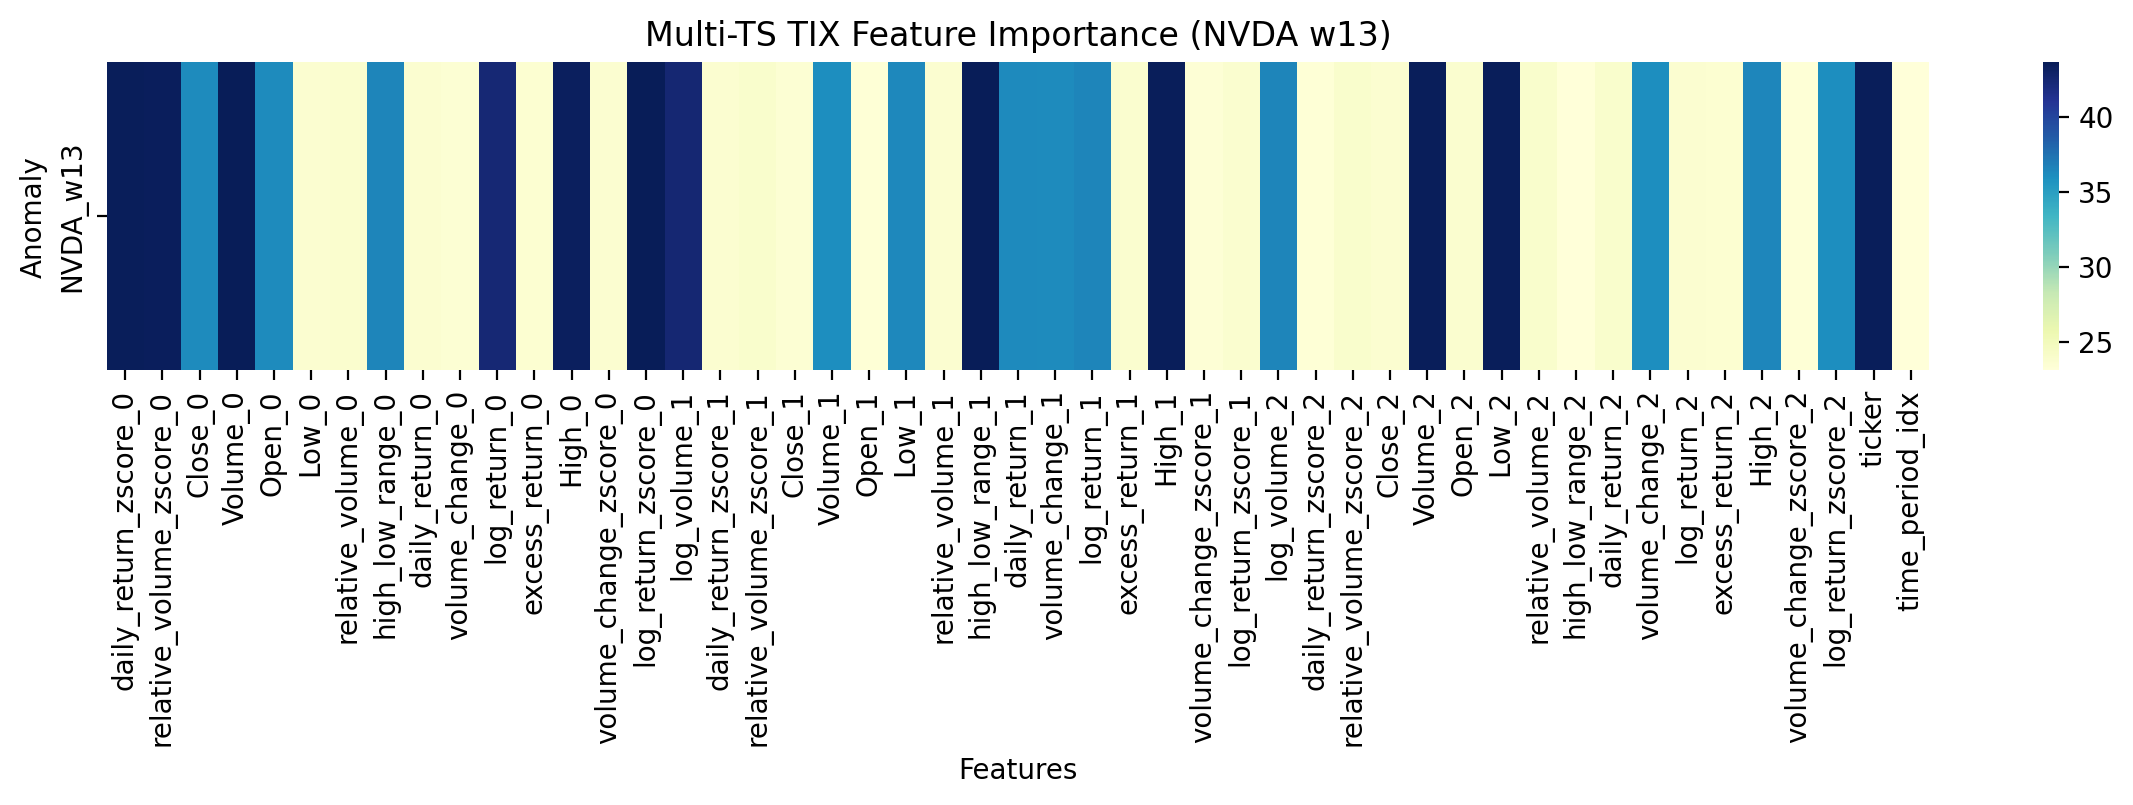 Multi-TS TIX Feature Importance (NVDA w13)
Anomaly
NVDA_w13
40
35
30
25
daily_return_zscore_0
relative_volume_zscore_0
Close_0
Volume_0
Open_0
Low_0
relative_volume_0
high_low_range_0
daily_return_0
volume_change_0
log_return_0
excess_return_0
High_0
volume_change_zscore_0
log_return_zscore_0
log_volume_1
daily_return_zscore_1
relative_volume_zscore_1
Close_1
Volume_1
Open_1
Low_1
relative_volume_1
high_low_range_1
daily_return_1
volume_change_1
log_return_1
excess_return_1
High_1
volume_change_zscore_1
log_return_zscore_1
log_volume_2
daily_return_zscore_2
relative_volume_zscore_2
Close_2
Volume_2
Open_2
Low_2
relative_volume_2
high_low_range_2
daily_return_2
volume_change_2
log_return_2
excess_return_2
High_2
volume_change_zscore_2
log_return_zscore_2
ticker
time_period_idx
Features